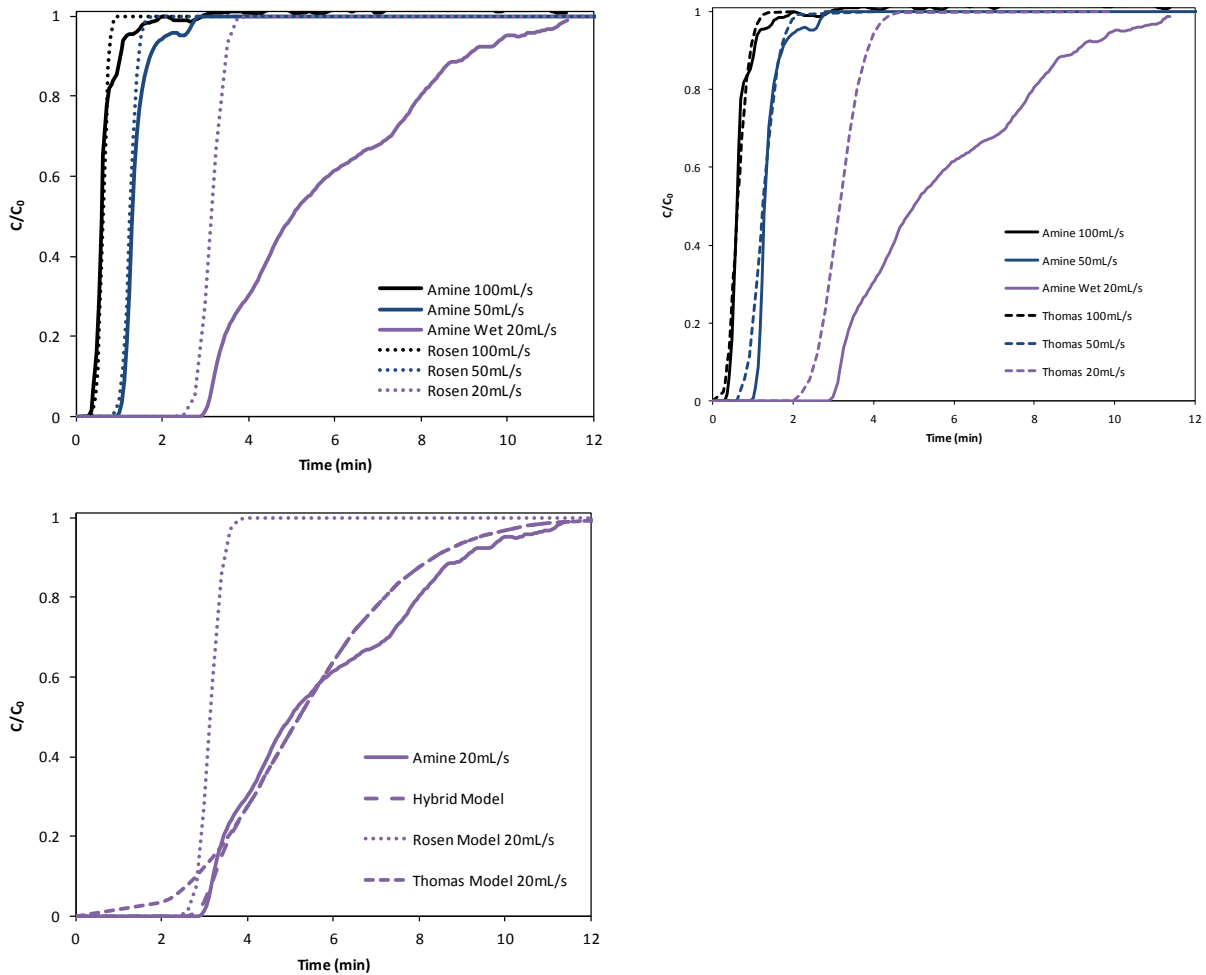 1
0.8
0.6
0.4
0.2
0
C/C₀
0 2 4 6 8 10 12
Time (min)
Amine 100mL/s
Amine 50mL/s
Amine Wet 20mL/s
Rosen 100mL/s
Rosen 50mL/s
Rosen 20mL/s
1
0.8
0.6
0.4
0.2
0
C/C₀
0 2 4 6 8 10 12
Time (min)
Amine 100mL/s
Amine 50mL/s
Amine Wet 20mL/s
Thomas 100mL/s
Thomas 50mL/s
Thomas 20mL/s
1
0.8
0.6
0.4
0.2
0
C/C₀
0 2 4 6 8 10 12
Time (min)
Amine 20mL/s
Hybrid Model
Rosen Model 20mL/s
Thomas Model 20mL/s